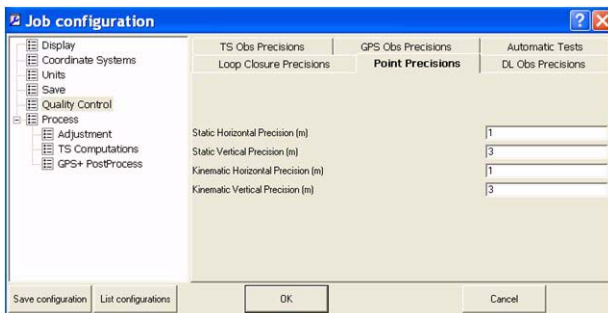 Job configuration
Display
Coordinate Systems
Units
Save
Quality Control
Process
Adjustment
TS Computations
GPS+ PostProcess
TS Obs Precisions GPS Obs Precisions Automatic Tests
Loop Closure Precisions Point Precisions DL Obs Precisions
Static Horizontal Precision (m) 1
Static Vertical Precision (m) 3
Kinematic Horizontal Precision (m) 1
Kinematic Vertical Precision (m) 3
Save configuration List configurations OK Cancel